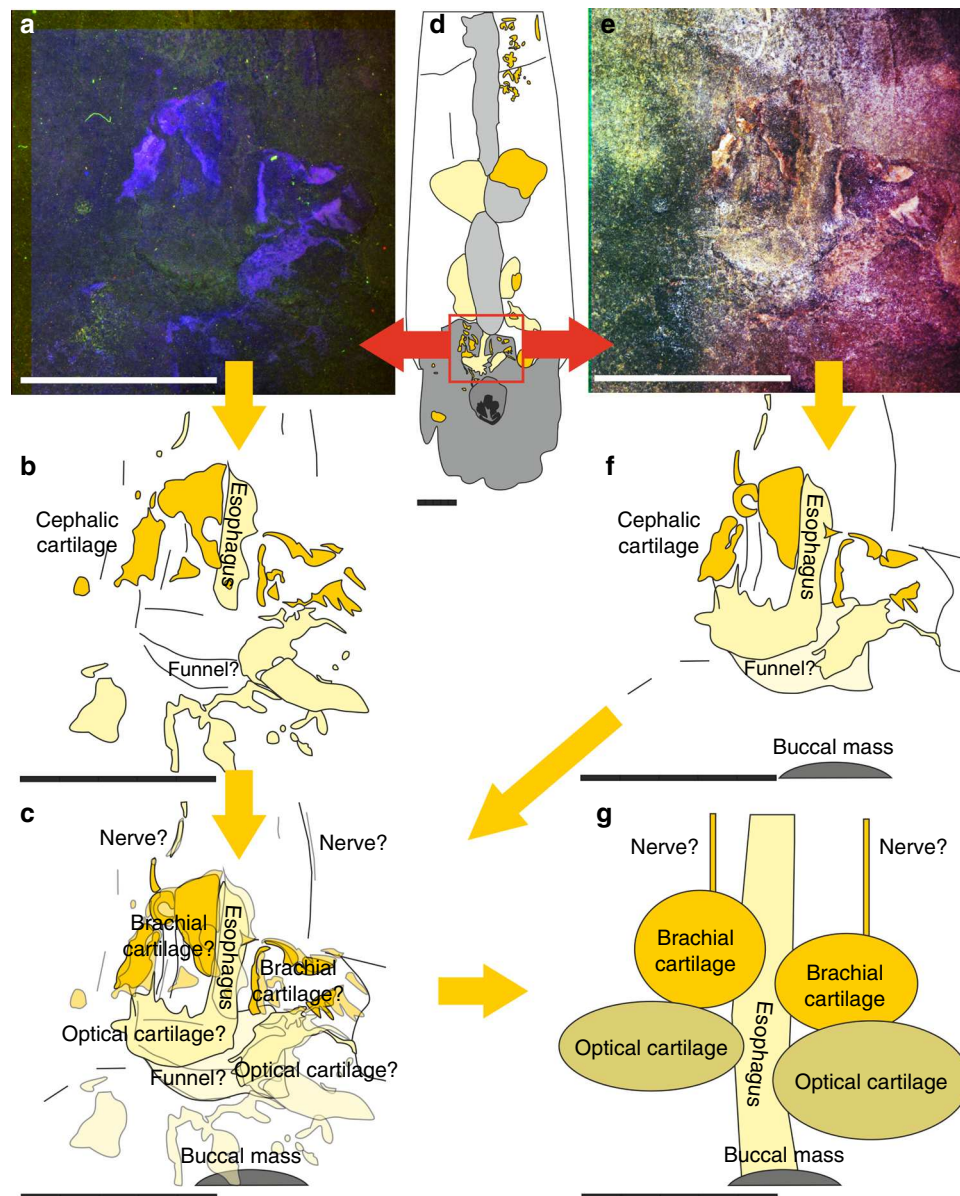 a
d
e
b
Cephalic
cartilage
Esophagus
Funnel?
f
Cephalic
cartilage
Esophagus
Funnel?
Buccal mass
c
Nerve?
Nerve?
Brachial
cartilage?
Esophagus
Brachial
cartilage?
Optical cartilage?
Funnel?
Optical cartilage?
Buccal mass
g
Nerve?
Nerve?
Brachial
cartilage
Brachial
cartilage
Esophagus
Optical cartilage
Optical cartilage
Buccal mass